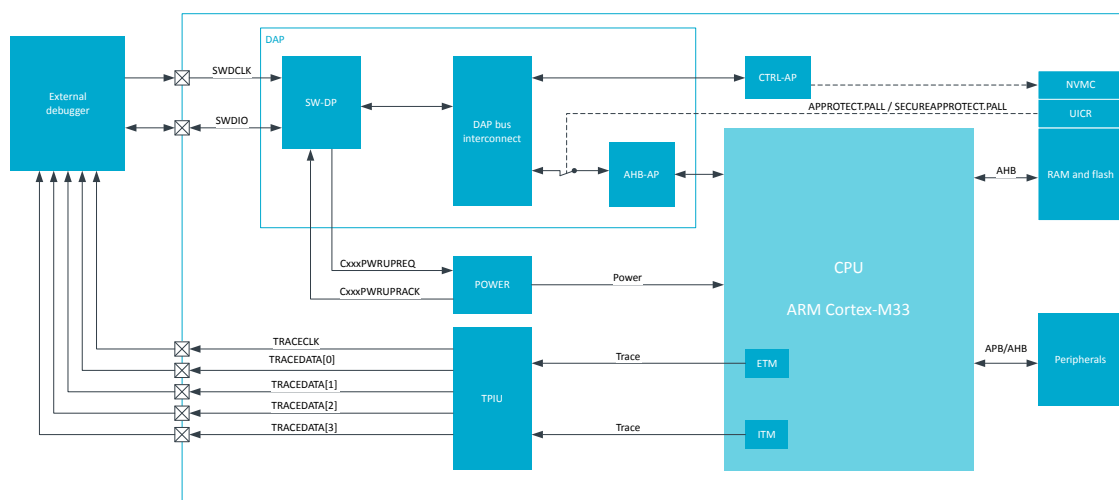 DAP
External
debugger
SWDCLK
SWDIO
SW-DP
DAP bus
interconnect
CTRL-AP
AHB-AP
APPROTECT.PALL / SECUREAPPROTECT.PALL
NVMC
UICR
RAM and flash
AHB
CxxxPWRUPREQ
CxxxPWRUPRACK
POWER
Power
CPU
ARM Cortex-M33
TRACECLK
TRACEDATA[0]
TRACEDATA[1]
TRACEDATA[2]
TRACEDATA[3]
TPIU
Trace
Trace
ETM
ITM
APB/AHB
Peripherals